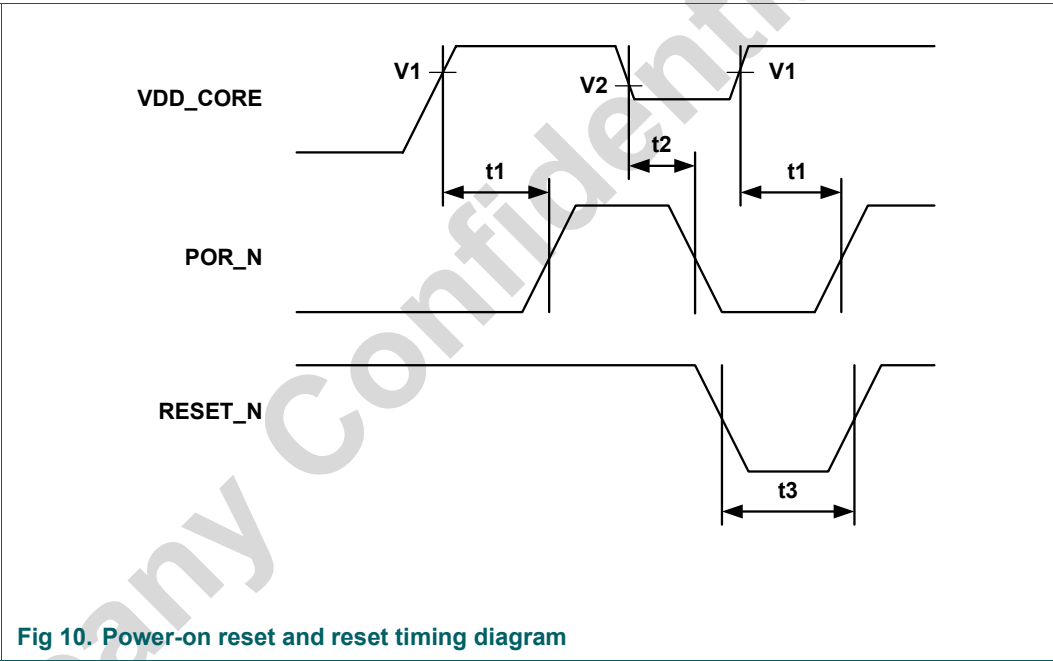 V1
V2
V1
VDD_CORE
t2
t1
t1
POR_N
RESET_N
t3
Company Confidential
Fig 10. Power-on reset and reset timing diagram